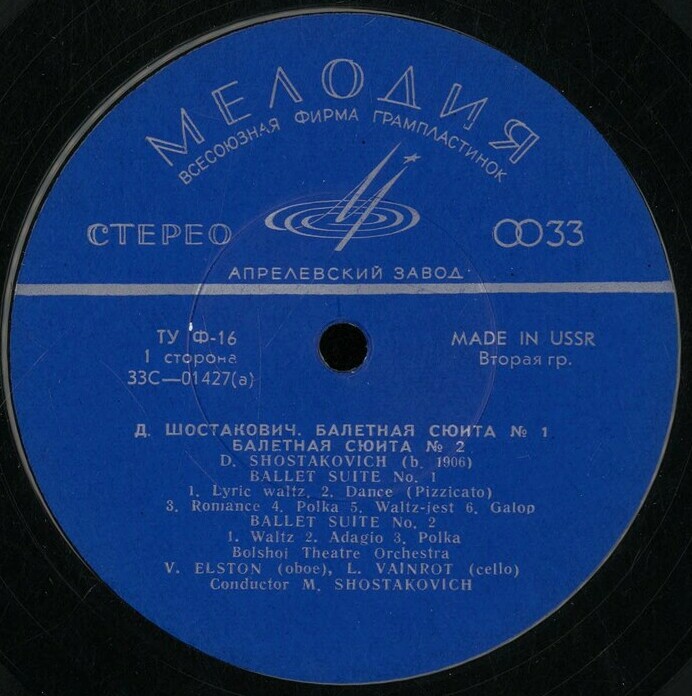 МЕЛОДИЯ
ВСЕСОЮЗНАЯ ФИРМА ГРАМПЛАСТИНОК
СТЕРЕО
33
АПРЕЛЕВСКИЙ ЗАВОД
ТУ Ф-16
1 сторона
33С—01427(а)
MADE IN USSR
Вторая гр.
Д. ШОСТАКОВИЧ. БАЛЕТНАЯ СЮИТА № 1
БАЛЕТНАЯ СЮИТА № 2
D. SHOSTAKOVICH (b. 1906)
BALLET SUITE No. 1
1. Lyric waltz, 2. Dance (Pizzicato)
3. Romance 4. Polka 5. Waltz-jest 6. Galop
BALLET SUITE No. 2
1. Waltz 2. Adagio 3. Polka
Bolshoi Theatre Orchestra
V. ELSTON (oboe), L. VAINROT (cello)
Conductor M. SHOSTAKOVICH